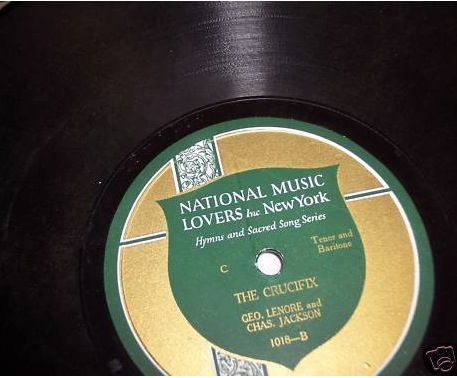 NATIONAL MUSIC
LOVERS Inc NEW YORK
Hymns and Sacred Song Series
Tenor and
Baritone
C
THE CRUCIFIX
GEO. LENORE and
CHAS. JACKSON
1018—B